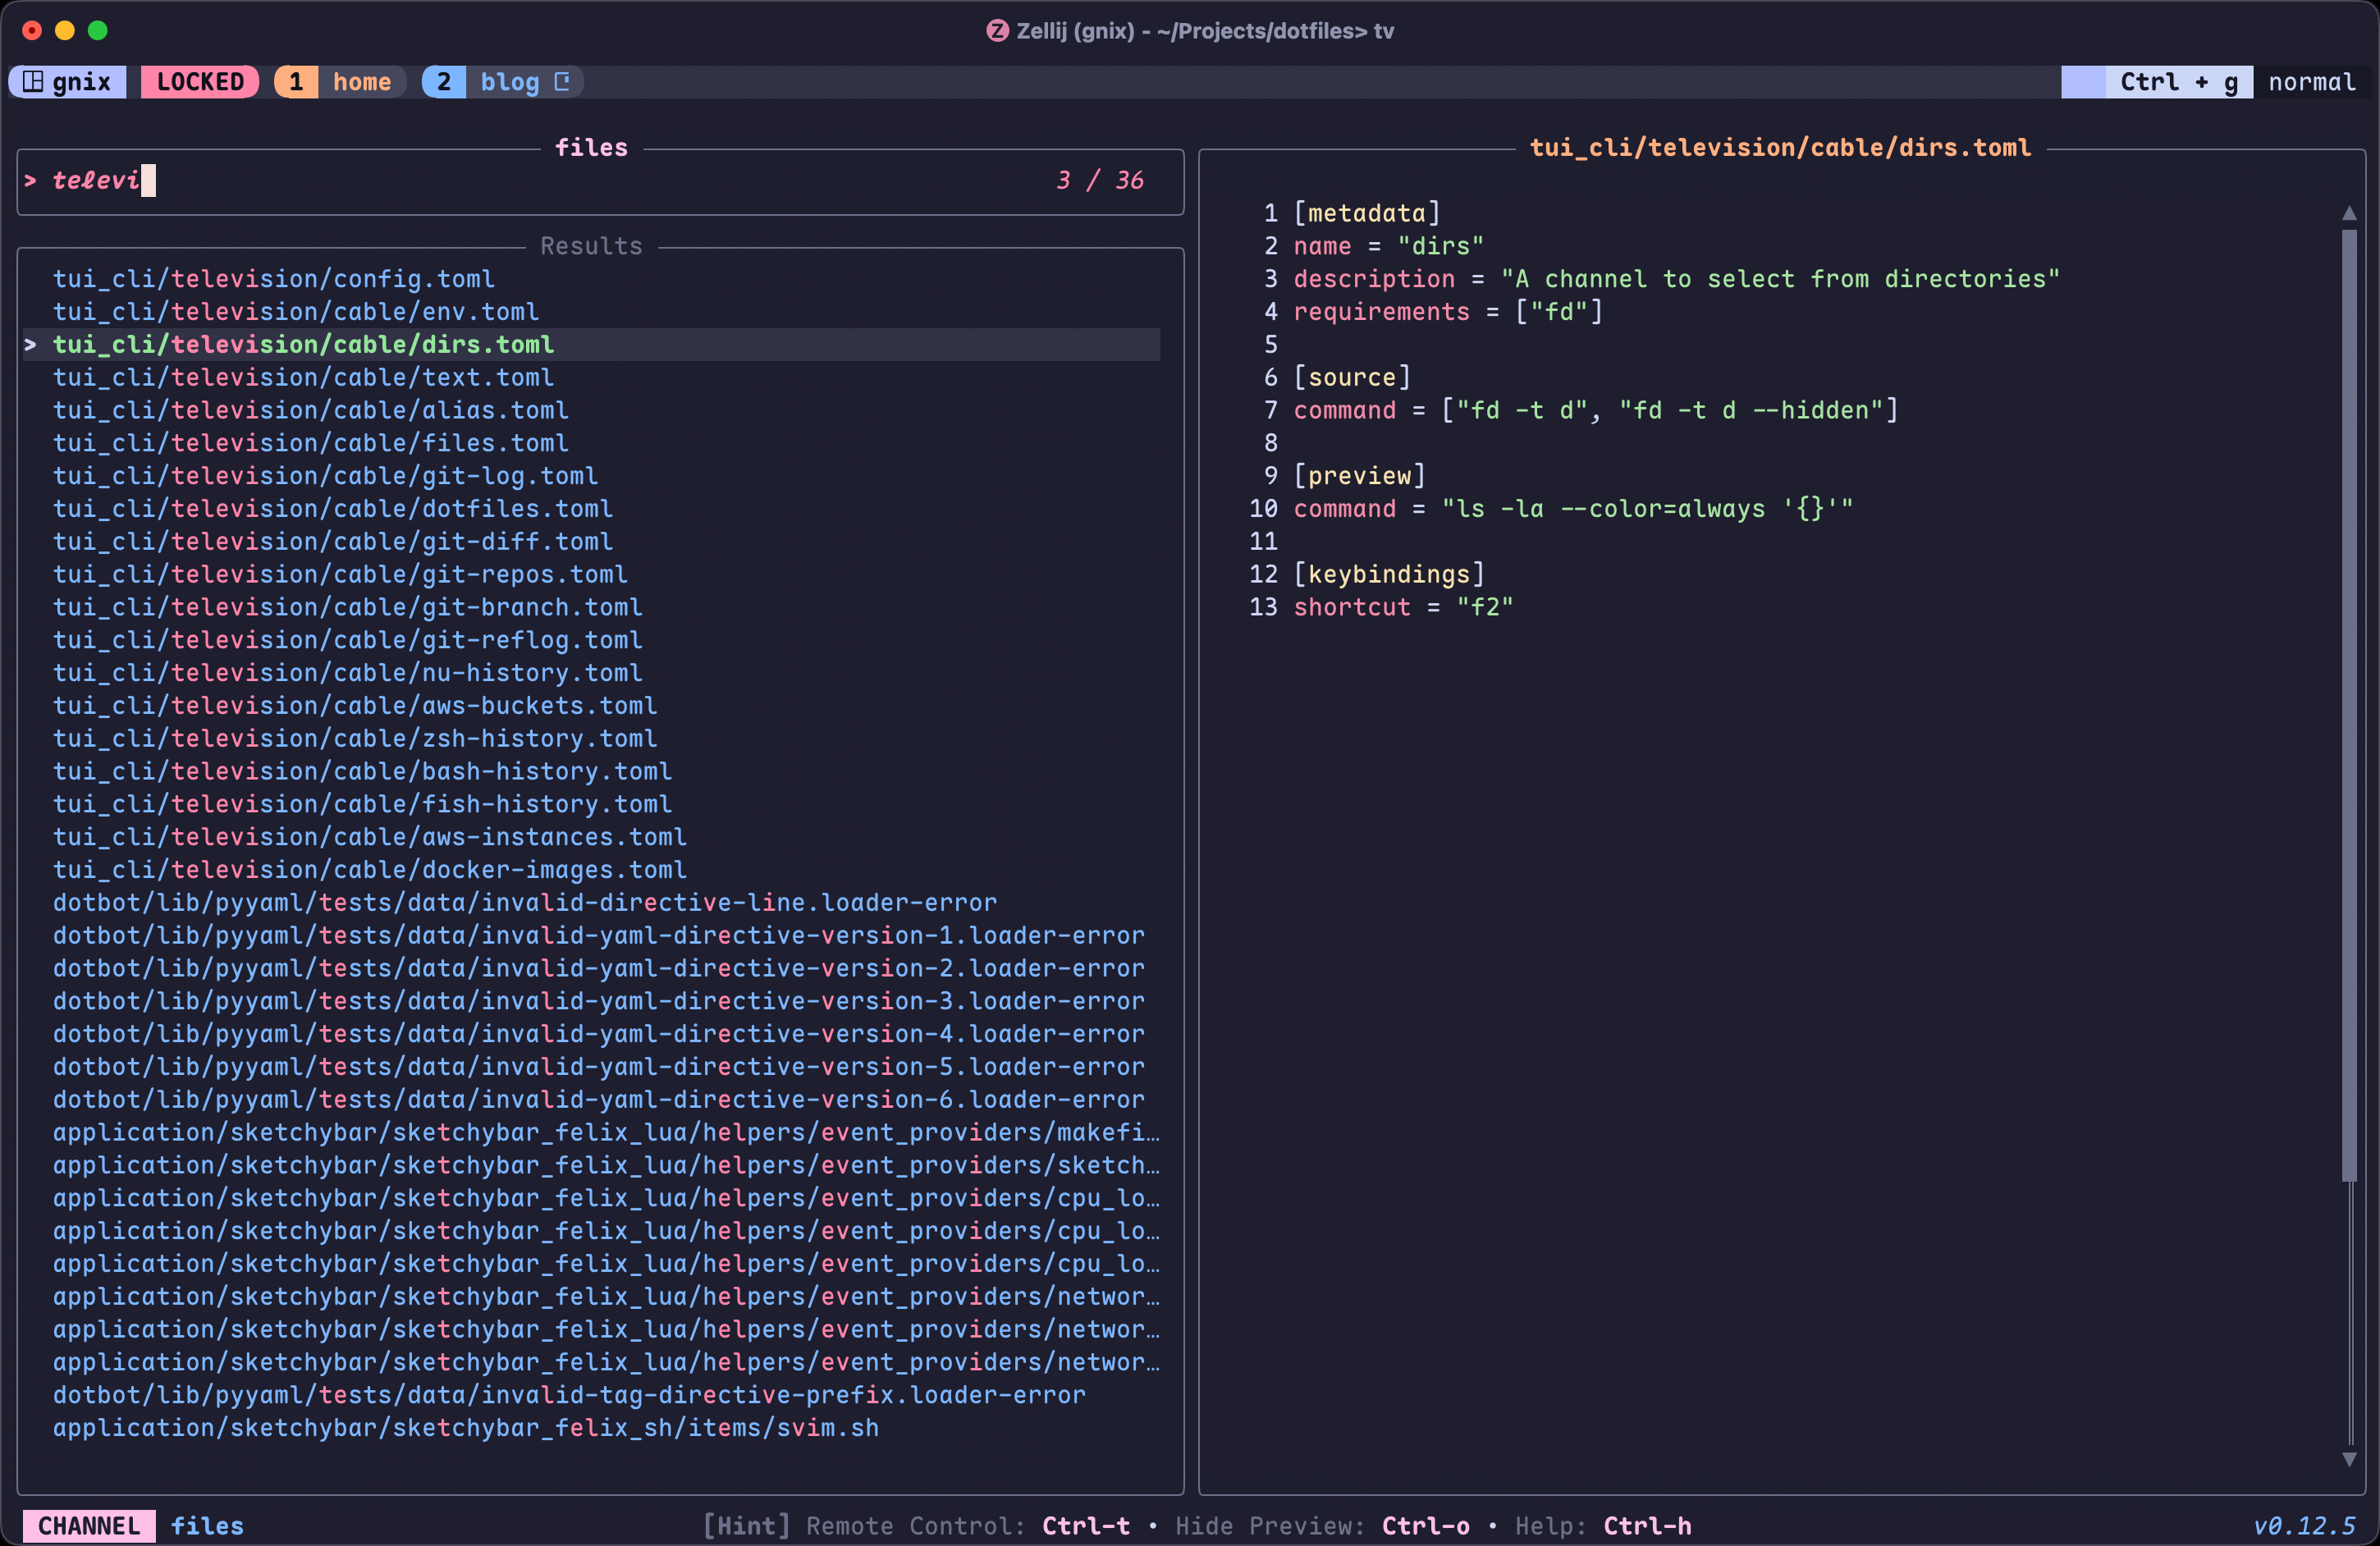 Zellij (gnix) - ~/Projects/dotfiles> tv
gnix LOCKED 1 home 2 blog Ctrl + g normal
files
> televi 3 / 36
Results
tui_cli/television/config.toml
tui_cli/television/cable/env.toml
> tui_cli/television/cable/dirs.toml
tui_cli/television/cable/text.toml
tui_cli/television/cable/alias.toml
tui_cli/television/cable/files.toml
tui_cli/television/cable/git-log.toml
tui_cli/television/cable/dotfiles.toml
tui_cli/television/cable/git-diff.toml
tui_cli/television/cable/git-repos.toml
tui_cli/television/cable/git-branch.toml
tui_cli/television/cable/git-reflog.toml
tui_cli/television/cable/nu-history.toml
tui_cli/television/cable/aws-buckets.toml
tui_cli/television/cable/zsh-history.toml
tui_cli/television/cable/bash-history.toml
tui_cli/television/cable/fish-history.toml
tui_cli/television/cable/aws-instances.toml
tui_cli/television/cable/docker-images.toml
dotbot/lib/pyyaml/tests/data/invalid-directive-line.loader-error
dotbot/lib/pyyaml/tests/data/invalid-yaml-directive-version-1.loader-error
dotbot/lib/pyyaml/tests/data/invalid-yaml-directive-version-2.loader-error
dotbot/lib/pyyaml/tests/data/invalid-yaml-directive-version-3.loader-error
dotbot/lib/pyyaml/tests/data/invalid-yaml-directive-version-4.loader-error
dotbot/lib/pyyaml/tests/data/invalid-yaml-directive-version-5.loader-error
dotbot/lib/pyyaml/tests/data/invalid-yaml-directive-version-6.loader-error
application/sketchybar/sketchybar_felix_lua/helpers/event_providers/makefi…
application/sketchybar/sketchybar_felix_lua/helpers/event_providers/sketch…
application/sketchybar/sketchybar_felix_lua/helpers/event_providers/cpu_lo…
application/sketchybar/sketchybar_felix_lua/helpers/event_providers/cpu_lo…
application/sketchybar/sketchybar_felix_lua/helpers/event_providers/cpu_lo…
application/sketchybar/sketchybar_felix_lua/helpers/event_providers/networ…
application/sketchybar/sketchybar_felix_lua/helpers/event_providers/networ…
application/sketchybar/sketchybar_felix_lua/helpers/event_providers/networ…
dotbot/lib/pyyaml/tests/data/invalid-tag-directive-prefix.loader-error
application/sketchybar/sketchybar_felix_sh/items/svim.sh
tui_cli/television/cable/dirs.toml
1 [metadata]
2 name = "dirs"
3 description = "A channel to select from directories"
4 requirements = ["fd"]
5
6 [source]
7 command = ["fd -t d", "fd -t d --hidden"]
8
9 [preview]
10 command = "ls -la --color=always '{}'"
11
12 [keybindings]
13 shortcut = "f2"
CHANNEL files [Hint] Remote Control: Ctrl-t • Hide Preview: Ctrl-o • Help: Ctrl-h v0.12.5